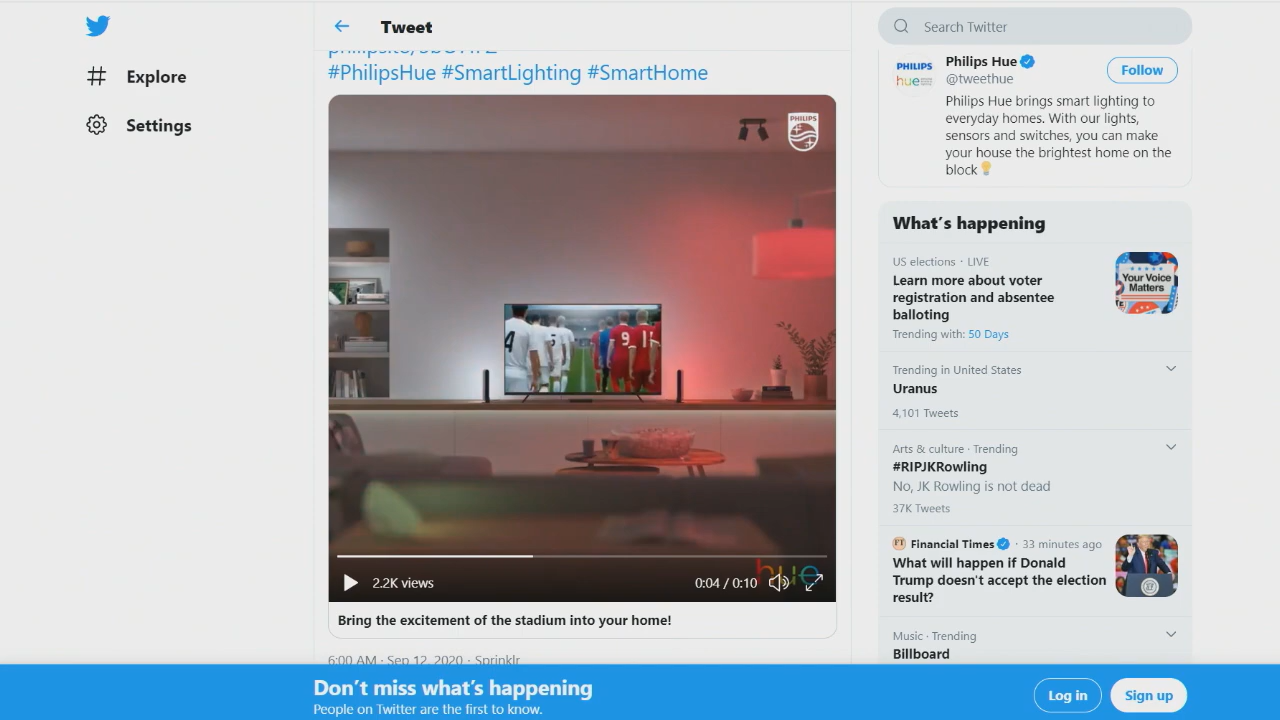 Tweet
Search Twitter
Explore
Settings
#PhilipsHue #SmartLighting #SmartHome
PHILIPS
4
5
9
11
2.2K views
0:04 / 0:10
hue
Bring the excitement of the stadium into your home!
6:00 AM · Sep 12, 2020 · Sprinklr
PHILIPS
hue
Philips Hue
@tweethue
Follow
Philips Hue brings smart lighting to
everyday homes. With our lights,
sensors and switches, you can make
your house the brightest home on the
block
What's happening
US elections · LIVE
Learn more about voter
registration and absentee
balloting
Trending with: 50 Days
Your Voice
Matters
Trending in United States
Uranus
4,101 Tweets
Arts & culture · Trending
#RIPJKRowling
No, JK Rowling is not dead
37K Tweets
FT Financial Times · 33 minutes ago
What will happen if Donald
Trump doesn't accept the election
result?
Music · Trending
Billboard
Don't miss what's happening
People on Twitter are the first to know.
Log in
Sign up